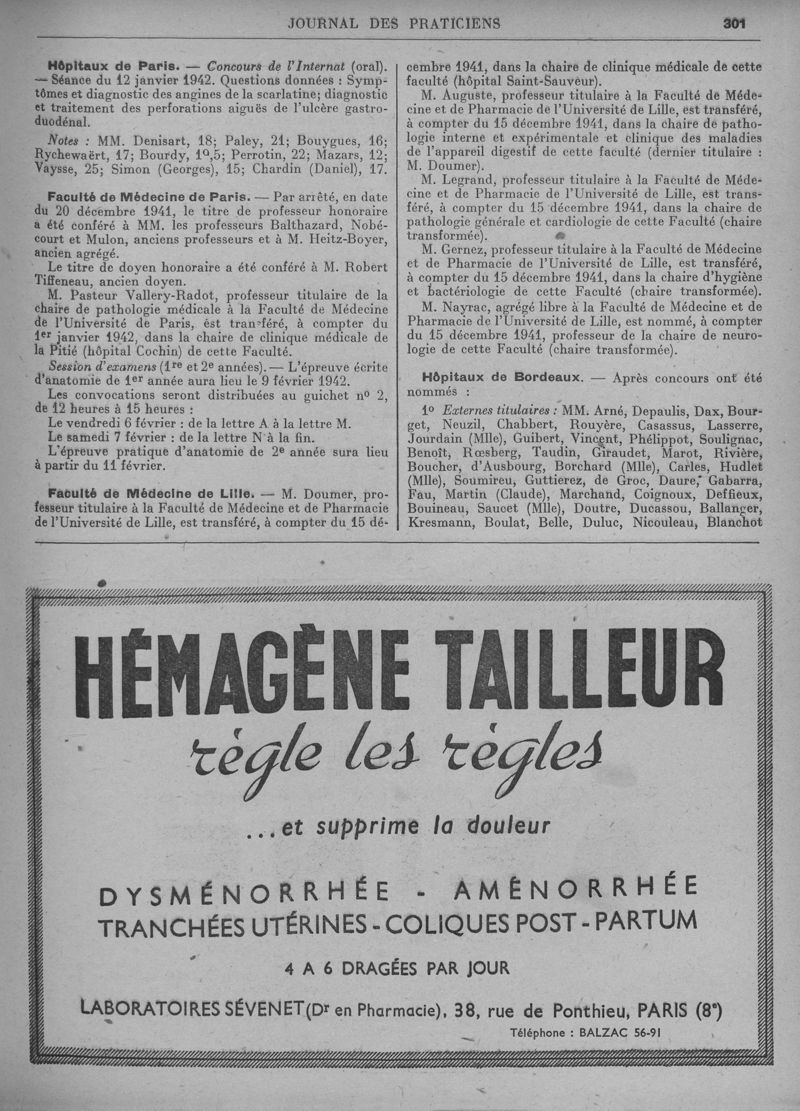 JOURNAL DES PRATICIENS 301
Hôpitaux de Paris. — Concours de l'Internat (oral).
— Séance du 12 janvier 1942. Questions données : Symp-
tômes et diagnostic des angines de la scarlatine; diagnostic
et traitement des perforations aiguës de l'ulcère gastro-
duodénal.
Notes : MM. Denisart, 18; Paley, 21; Bouygues, 16;
Rychewaërt, 17; Bourdy, 19,5; Perrotin, 22; Mazars, 12;
Vaysse, 25; Simon (Georges), 15; Chardin (Daniel), 17.
Faculté de Médecine de Paris. — Par arrêté, en date
du 20 décembre 1941, le titre de professeur honoraire
a été conféré à MM. les professeurs Balthazard, Nobé-
court et Mulon, anciens professeurs et à M. Heitz-Boyer,
ancien agrégé.
Le titre de doyen honoraire a été conféré à M. Robert
Tiffeneau, ancien doyen.
M. Pasteur Vallery-Radot, professeur titulaire de la
chaire de pathologie médicale à la Faculté de Médecine
de l'Université de Paris, est transféré, à compter du
1er janvier 1942, dans la chaire de clinique médicale de
la Pitié (hôpital Cochin) de cette Faculté.
Session d'examens (1re et 2e années). — L'épreuve écrite
d'anatomie de 1er année aura lieu le 9 février 1942.
Les convocations seront distribuées au guichet no 2,
de 12 heures à 15 heures :
Le vendredi 6 février : de la lettre A à la lettre M.
Le samedi 7 février : de la lettre N à la fin.
L'épreuve pratique d'anatomie de 2e année sura lieu
à partir du 11 février.
Faculté de Médecine de Lille. — M. Doumer, pro-
fesseur titulaire à la Faculté de Médecine et de Pharmacie
de l'Université de Lille, est transféré, à compter du 15 dé-
cembre 1941, dans la chaire de clinique médicale de cette
faculté (hôpital Saint-Sauveur).
M. Auguste, professeur titulaire à la Faculté de Méde-
cine et de Pharmacie de l'Université de Lille, est transféré,
à compter du 15 décembre 1941, dans la chaire de patho-
logie interne et expérimentale et clinique des maladies
de l'appareil digestif de cette faculté (dernier titulaire :
M. Doumer).
M. Legrand, professeur titulaire à la Faculté de Méde-
cine et de Pharmacie de l'Université de Lille, est trans-
féré, à compter du 15 décembre 1941, dans la chaire de
pathologie générale et cardiologie de cette Faculté (chaire
transformée).
M. Gernez, professeur titulaire à la Faculté de Médecine
et de Pharmacie de l'Université de Lille, est transféré,
à compter du 15 décembre 1941, dans la chaire d'hygiène
et bactériologie de cette Faculté (chaire transformée).
M. Nayrac, agrégé libre à la Faculté de Médecine et de
Pharmacie de l'Université de Lille, est nommé, à compter
du 15 décembre 1941, professeur de la chaire de neuro-
logie de cette Faculté (chaire transformée).
Hôpitaux de Bordeaux. — Après concours ont été
nommés :
1o Externes titulaires : MM. Arné, Depaulis, Dax, Bour-
get, Neuzil, Chabbert, Rouyère, Casassus, Lasserre,
Jourdain (Mlle), Guibert, Vincent, Phélippot, Soulignac,
Benoît, Rœsberg, Taudin, Giraudet, Marot, Rivière,
Boucher, d'Ausbourg, Borchard (Mlle), Carles, Hudlet
(Mlle), Soumireu, Guttierez, de Groc, Daure, Gabarra,
Fau, Martin (Claude), Marchand, Coignoux, Deffieux,
Bouineau, Saucet (Mlle), Doutre, Ducassou, Ballanger,
Kresmann, Boulat, Belle, Duluc, Nicouleau, Blanchot
HÉMAGÈNE TAILLEUR
règle les règles
...et supprime la douleur
DYSMÉNORRHÉE - AMÉNORRHÉE
TRANCHÉES UTÉRINES - COLIQUES POST - PARTUM
4 A 6 DRAGÉES PAR JOUR
LABORATOIRES SÉVENET (Dr en Pharmacie), 38, rue de Ponthieu, PARIS (8e)
Téléphone : BALZAC 56-91